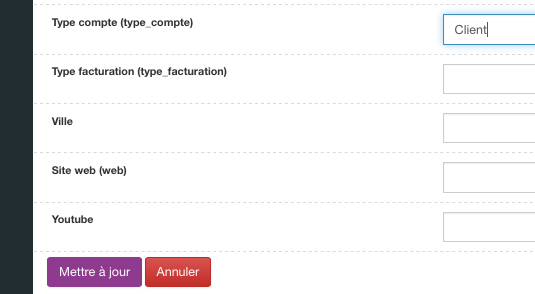 Type compte (type_compte) Client
Type facturation (type_facturation)
Ville
Site web (web)
Youtube
Mettre à jour Annuler